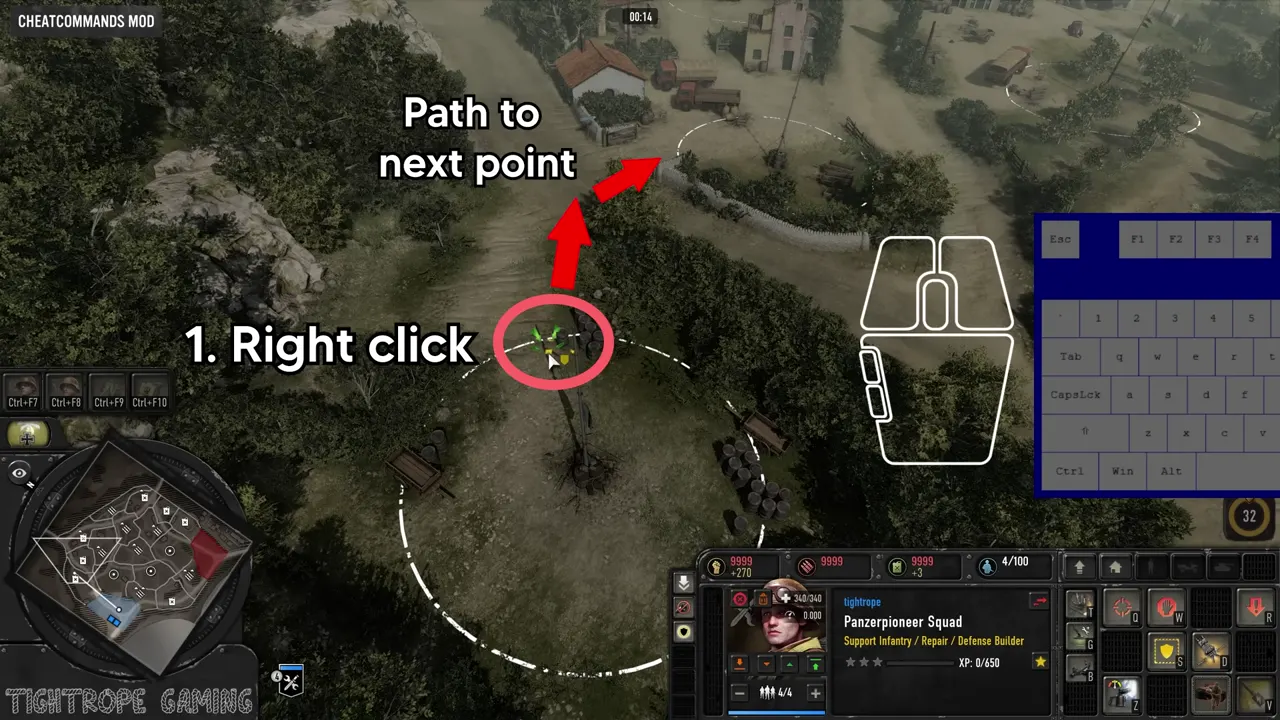 CHEATCOMMANDS MOD
00:14
Path to
next point
1. Right click
Esc F1 F2 F3 F4
` 1 2 3 4 5
Tab q w e r t
CapsLck a s d f
⇧ z x c v
Ctrl Win Alt
Ctrl+F7 Ctrl+F8 Ctrl+F9 Ctrl+F10
N
32
9999 +270 9999 9999 +3 4/100
340/340
0.000
tightrope
Panzerpioneer Squad
Support Infantry / Repair / Defense Builder
XP: 0/650
4/4
T Q W R
G S D
B Z V
TIGHTROPE GAMING